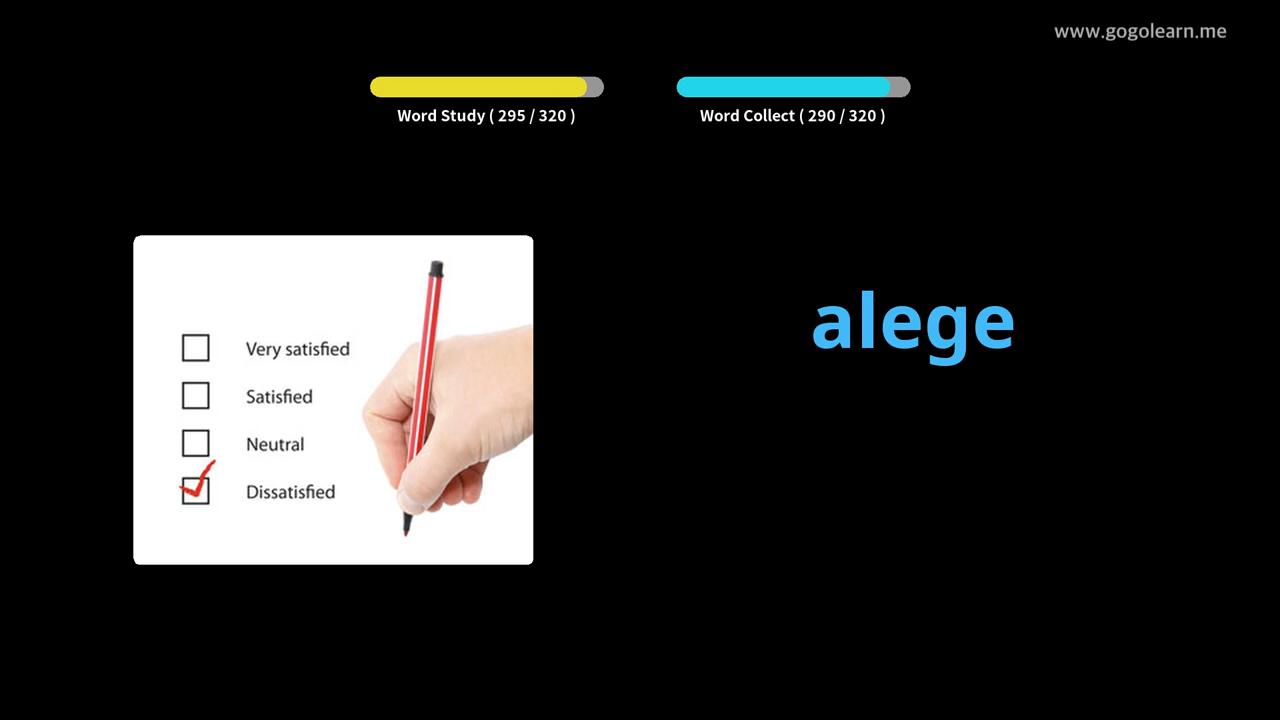 www.gogolearn.me
Word Study ( 295 / 320 )
Word Collect ( 290 / 320 )
Very satisfied
Satisfied
Neutral
Dissatisfied
alege